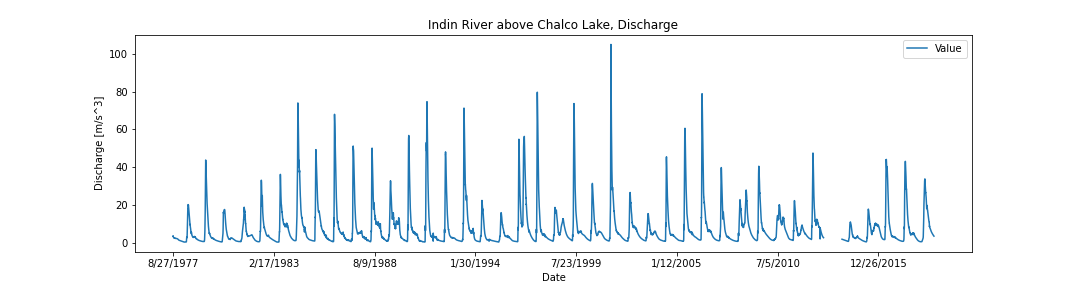 Indin River above Chalco Lake, Discharge
Value
Discharge [m/s^3]
100
80
60
40
20
0
8/27/1977 2/17/1983 8/9/1988 1/30/1994 7/23/1999 1/12/2005 7/5/2010 12/26/2015
Date